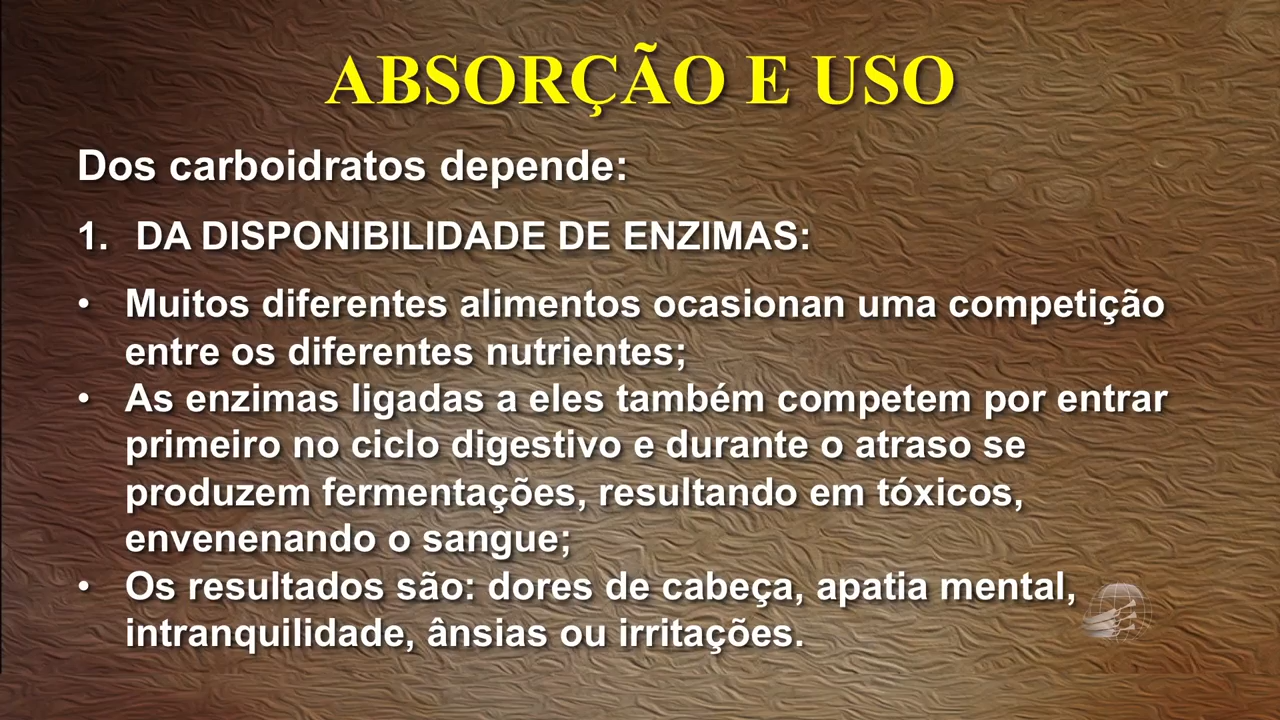 ABSORÇÃO E USO
Dos carboidratos depende:
1. DA DISPONIBILIDADE DE ENZIMAS:
• Muitos diferentes alimentos ocasionan uma competição
entre os diferentes nutrientes;
• As enzimas ligadas a eles também competem por entrar
primeiro no ciclo digestivo e durante o atraso se
produzem fermentações, resultando em tóxicos,
envenenando o sangue;
• Os resultados são: dores de cabeça, apatia mental,
intranquilidade, ânsias ou irritações.